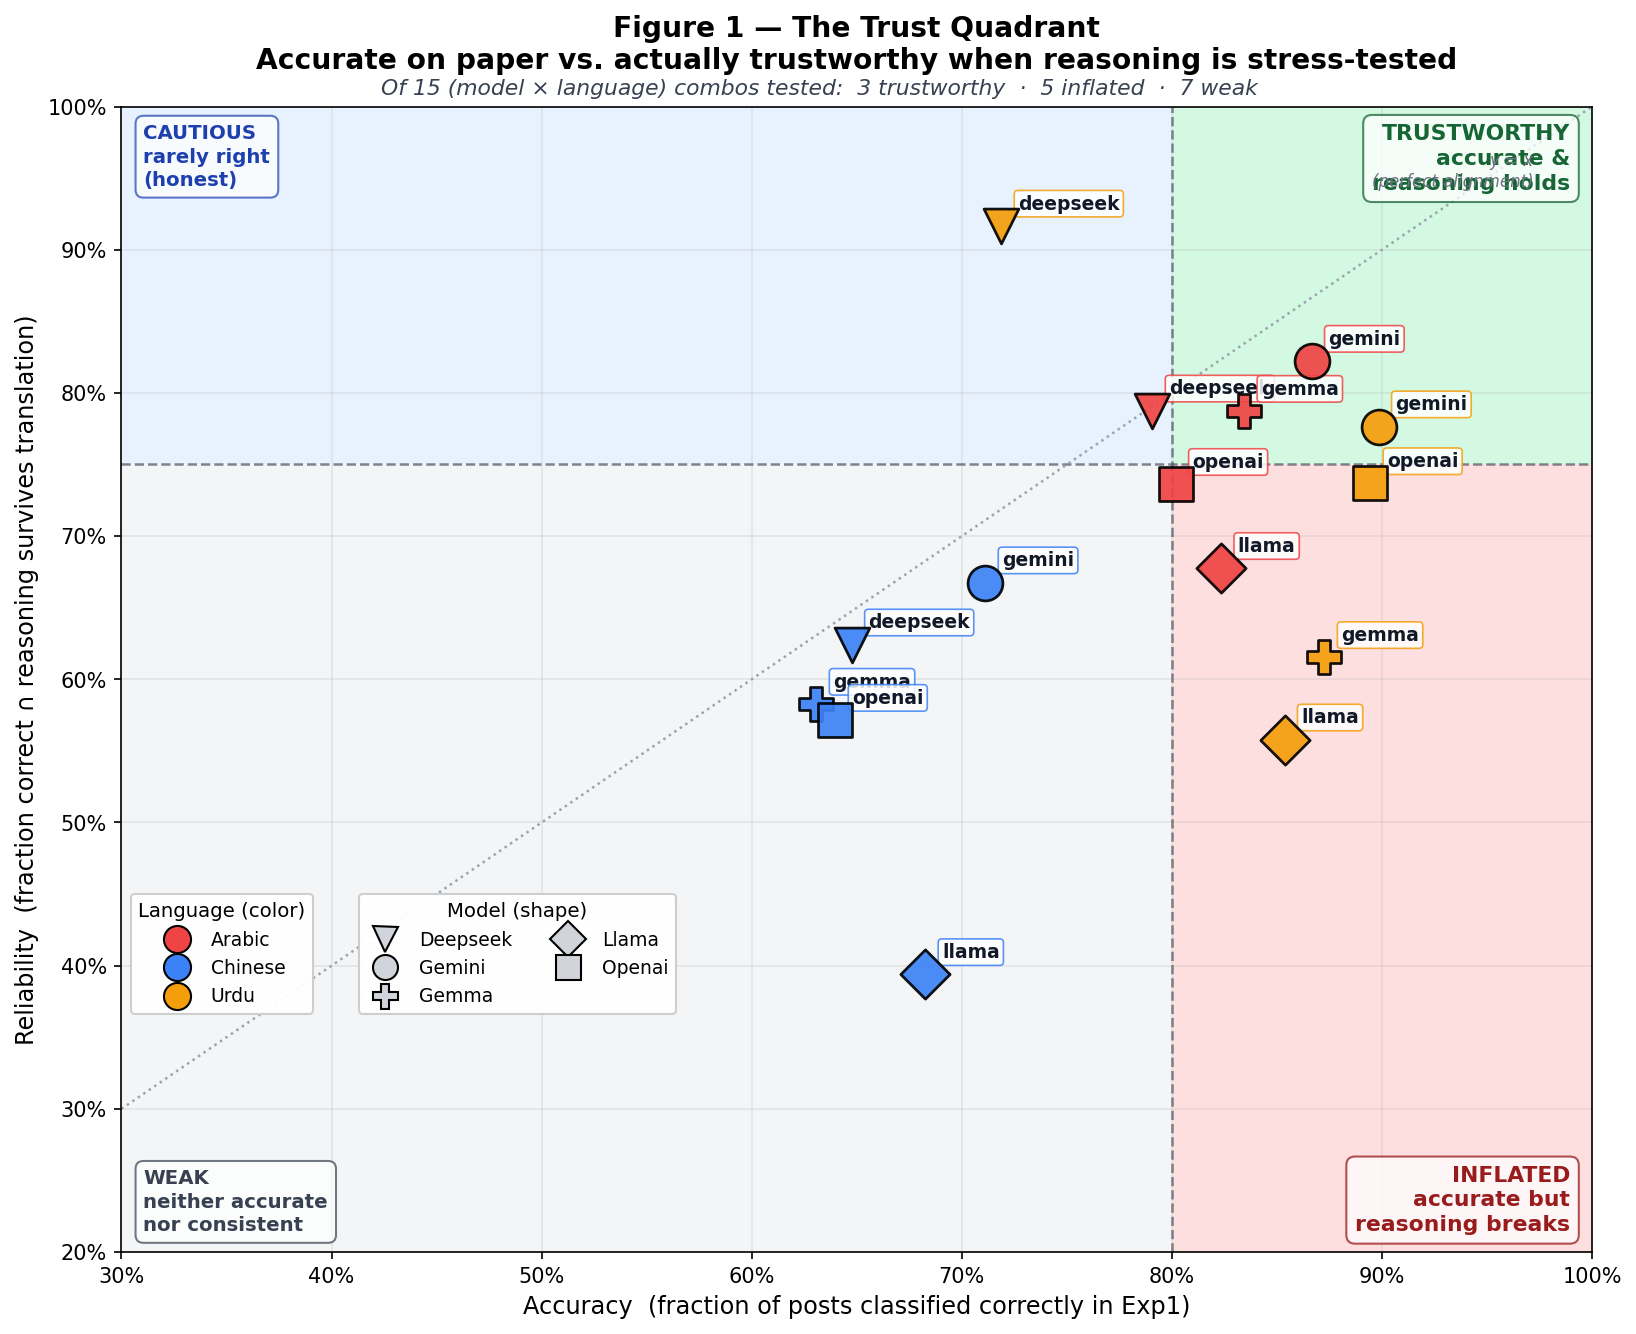 Figure 1 — The Trust Quadrant
Accurate on paper vs. actually trustworthy when reasoning is stress-tested
Of 15 (model × language) combos tested:  3 trustworthy  ·  5 inflated  ·  7 weak
100%
90%
80%
70%
60%
50%
40%
30%
20%
Reliability  (fraction correct ∩ reasoning survives translation)
CAUTIOUS
rarely right
(honest)
TRUSTWORTHY
accurate &
reasoning holds
y = x
(perfect alignment)
deepseek
gemini
deepseek
gemma
gemini
openai
openai
llama
gemini
deepseek
gemma
gemma
openai
llama
llama
Language (color)
Arabic
Chinese
Urdu
Model (shape)
Deepseek
Gemini
Gemma
Llama
Openai
WEAK
neither accurate
nor consistent
INFLATED
accurate but
reasoning breaks
30%
40%
50%
60%
70%
80%
90%
100%
Accuracy  (fraction of posts classified correctly in Exp1)